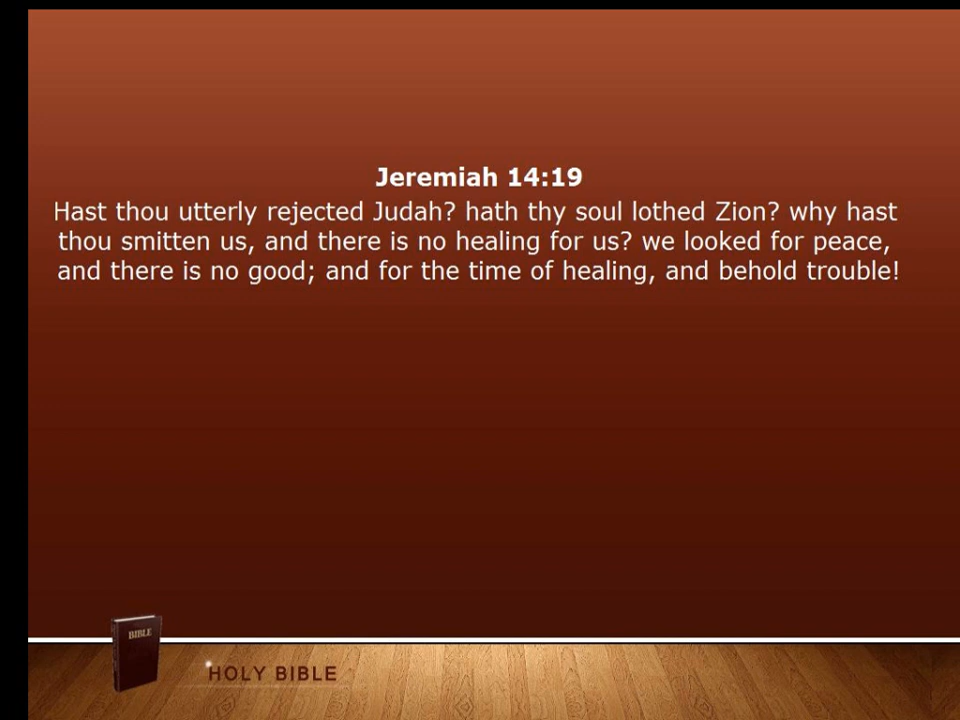 Jeremiah 14:19
Hast thou utterly rejected Judah? hath thy soul lothed Zion? why hast
thou smitten us, and there is no healing for us? we looked for peace,
and there is no good; and for the time of healing, and behold trouble!
BIBLE
HOLY BIBLE